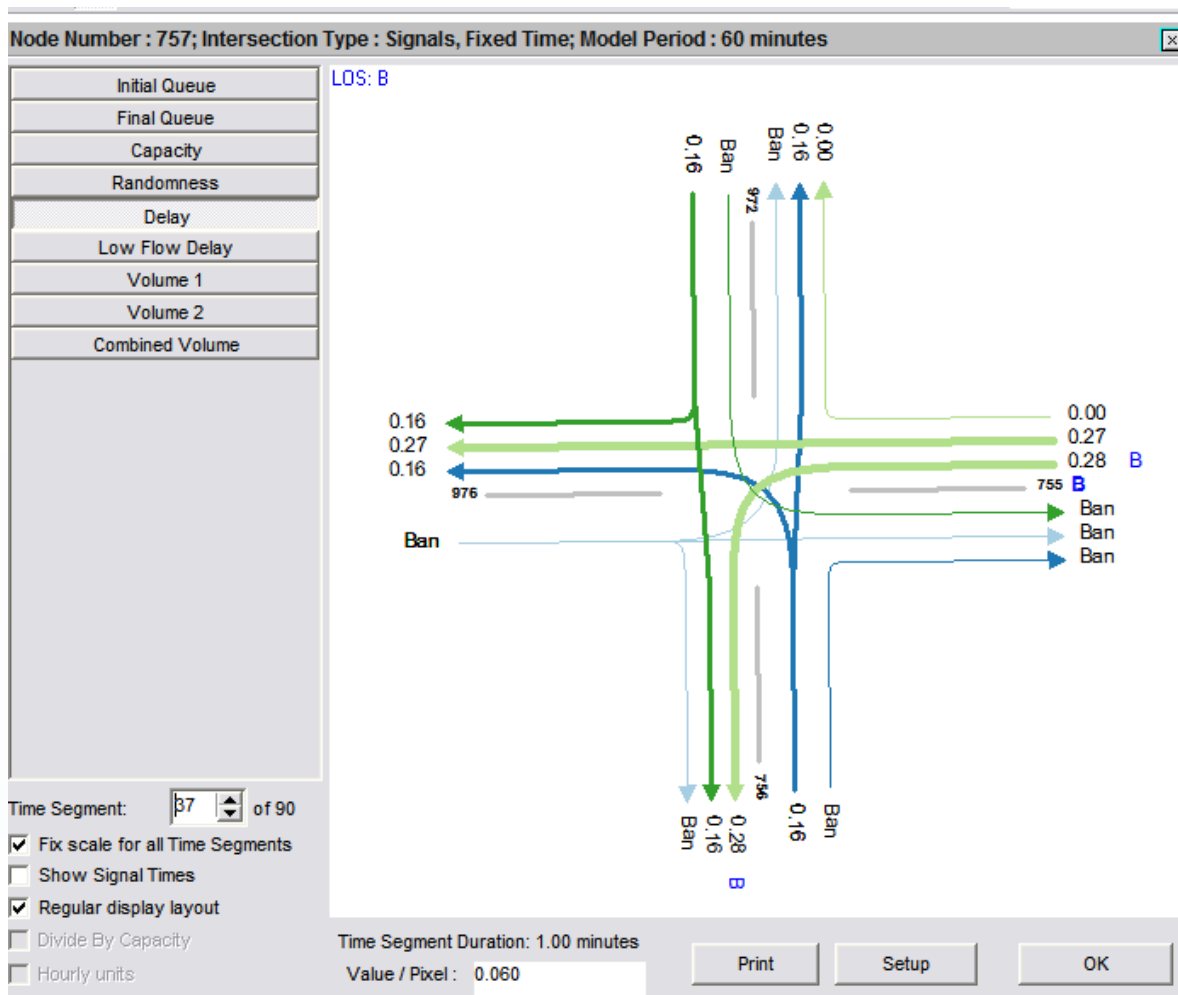 Node Number : 757; Intersection Type : Signals, Fixed Time; Model Period : 60 minutes
Initial Queue
Final Queue
Capacity
Randomness
Delay
Low Flow Delay
Volume 1
Volume 2
Combined Volume
LOS: B
0.16 Ban Ban 0.16 0.00
972
0.16
0.27
0.16
976
Ban
0.00
0.27
0.28 B
755 B
Ban
Ban
Ban
756
Ban 0.16 0.28 0.16 Ban
B
Time Segment: 37 of 90
Fix scale for all Time Segments
Show Signal Times
Regular display layout
Divide By Capacity
Hourly units
Time Segment Duration: 1.00 minutes
Value / Pixel : 0.060
Print
Setup
OK